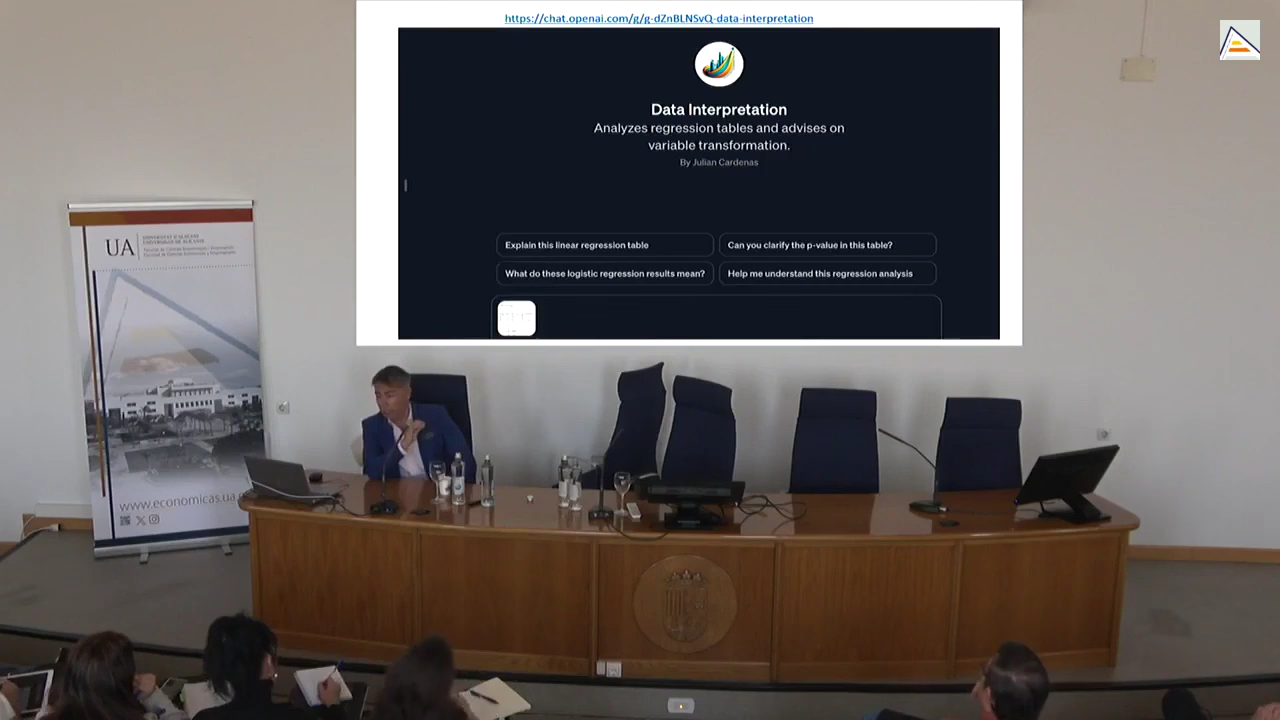 https://chat.openai.com/g/g-dZnBLNSvQ-data-interpretation
Data Interpretation
Analyzes regression tables and advises on
variable transformation.
By Julian Cardenas
Explain this linear regression table
Can you clarify the p-value in this table?
What do these logistic regression results mean?
Help me understand this regression analysis
UA
www.economicas.ua.